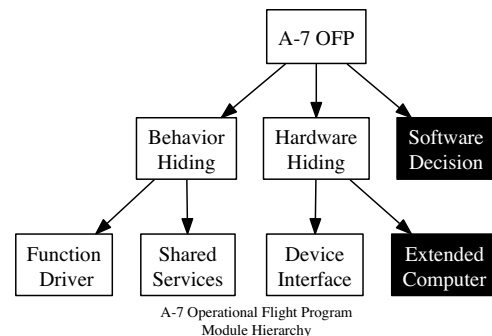 A-7 OFP
Behavior
Hiding
Hardware
Hiding
Software
Decision
Function
Driver
Shared
Services
Device
Interface
Extended
Computer
A-7 Operational Flight Program
Module Hierarchy